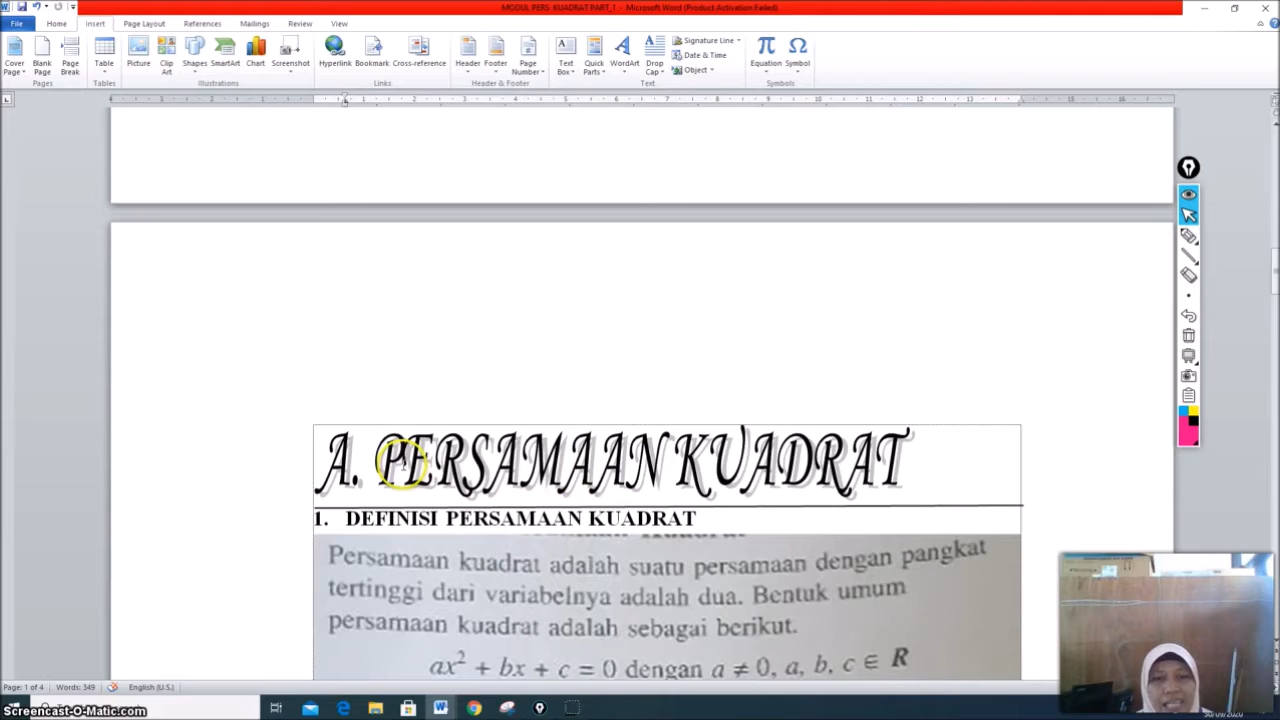 MODUL PERS KUADRAT PART_1 - Microsoft Word (Product Activation Failed)
File Home Insert Page Layout References Mailings Review View
Cover Page Blank Page Page Break Table Picture Clip Art Shapes SmartArt Chart Screenshot Hyperlink Bookmark Cross-reference Header Footer Page Number Text Box Quick Parts WordArt Drop Cap Signature Line Date & Time Object Equation Symbol
Pages Tables Illustrations Links Header & Footer Text Symbols
A. PERSAMAAN KUADRAT
1. DEFINISI PERSAMAAN KUADRAT
Persamaan kuadrat adalah suatu persamaan dengan pangkat
tertinggi dari variabelnya adalah dua. Bentuk umum
persamaan kuadrat adalah sebagai berikut.
ax² + bx + c = 0 dengan a ≠ 0, a, b, c ∈ R
Page: 1 of 4 Words: 349 English (U.S.)
Screencast-O-Matic.com